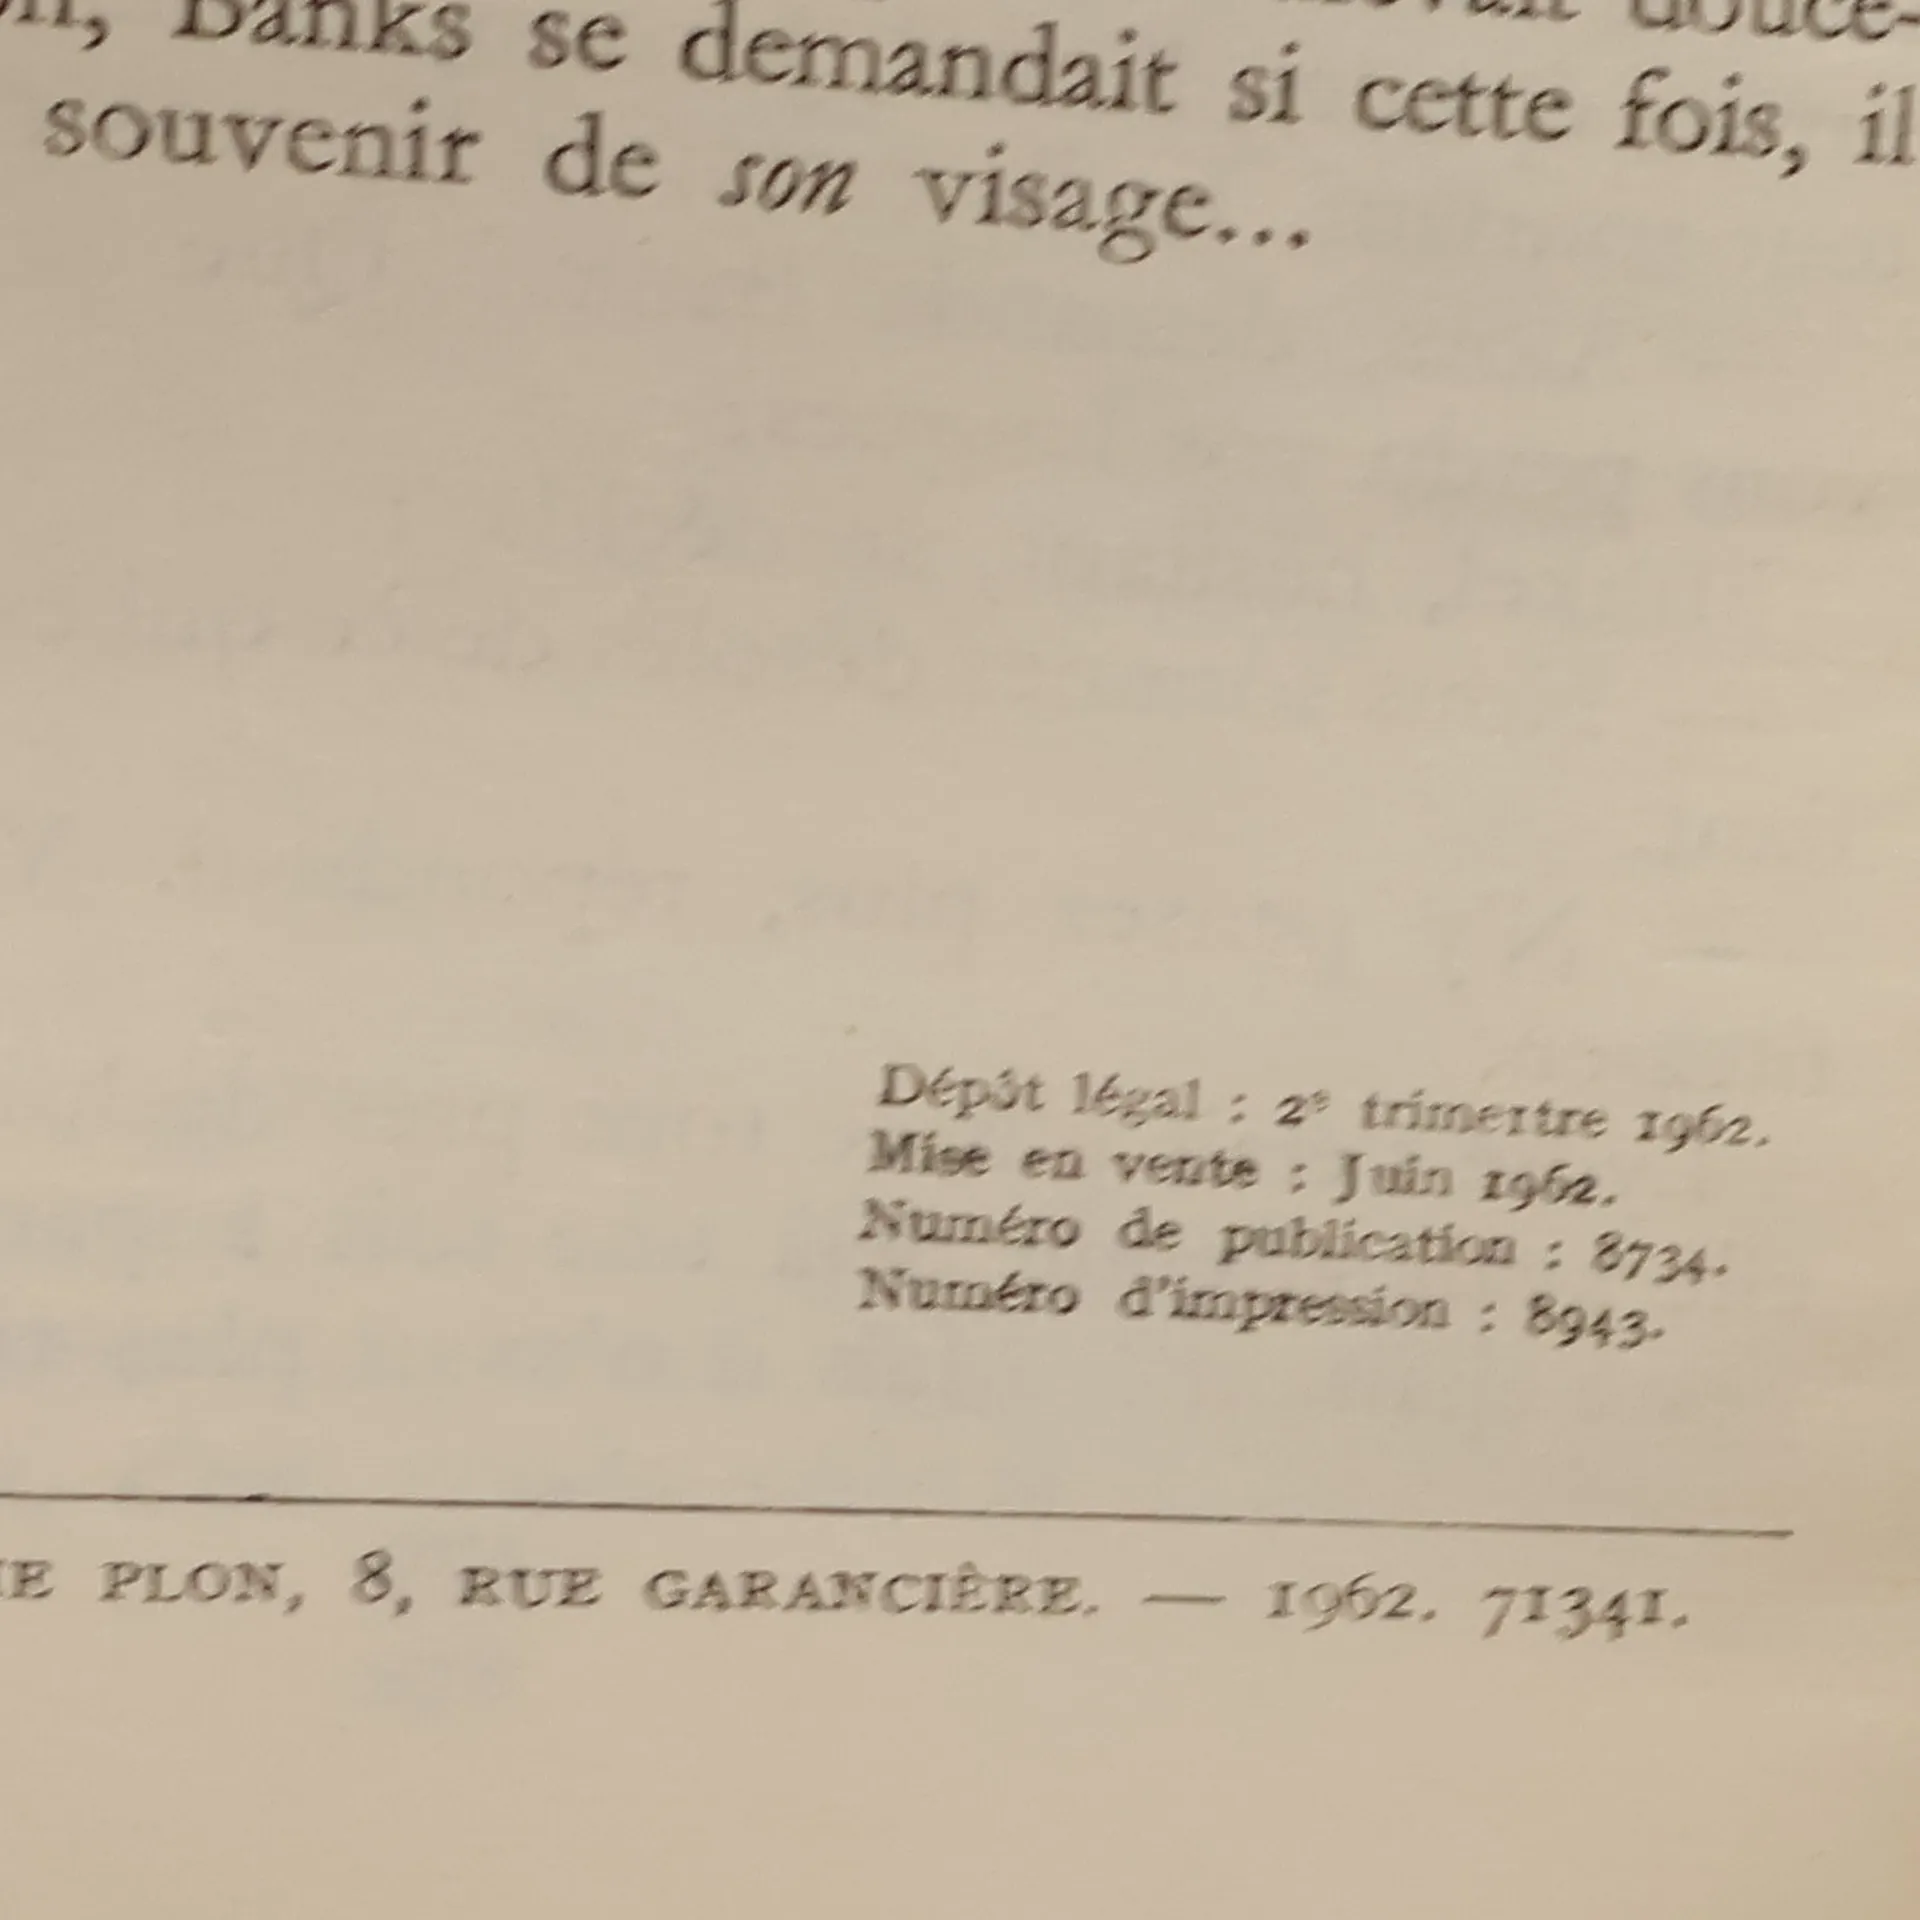 Banks se demandait si cette fois, il
souvenir de son visage...
Dépôt légal : 2e trimertre 1962.
Mise en vente : Juin 1962.
Numéro de publication : 8734.
Numéro d'impression : 8943.
PLON, 8, RUE GARANCIÈRE. — 1962. 71341.